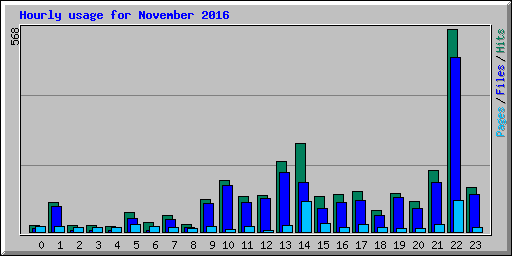 Hourly usage for November 2016
568
Pages / Files / Hits
0 1 2 3 4 5 6 7 8 9 10 11 12 13 14 15 16 17 18 19 20 21 22 23